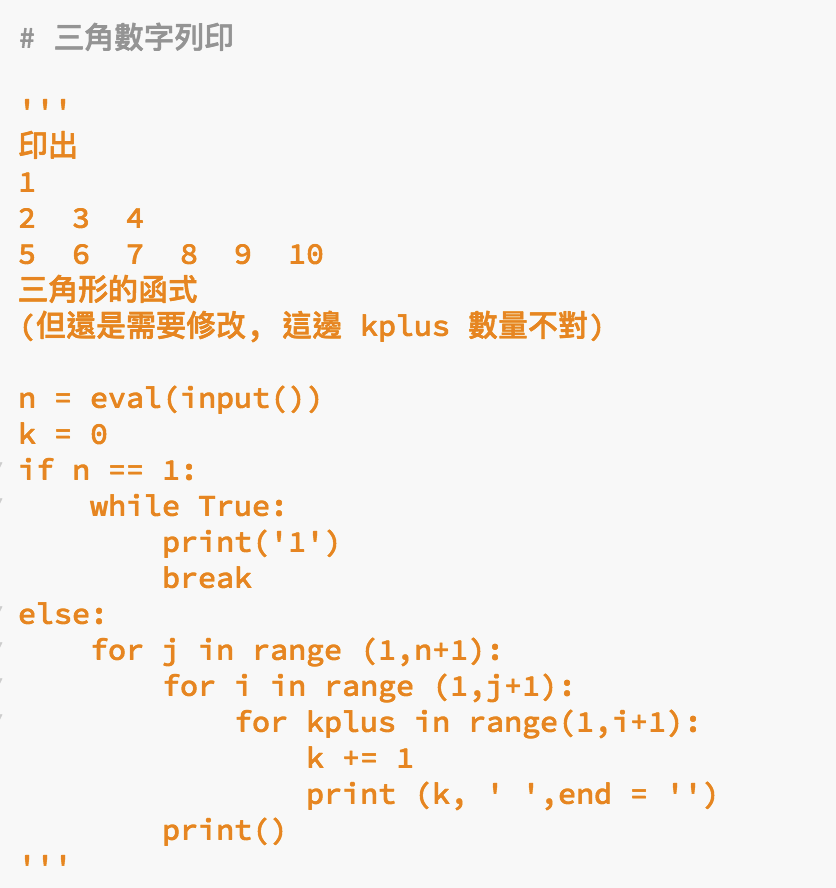 # 三角數字列印
'''
印出
1
2  3  4
5  6  7  8  9  10
三角形的函式
(但還是需要修改, 這邊 kplus 數量不對)
n = eval(input())
k = 0
if n == 1:
    while True:
        print('1')
        break
else:
    for j in range (1,n+1):
        for i in range (1,j+1):
            for kplus in range(1,i+1):
                k += 1
                print (k, ' ',end = '')
        print()
'''